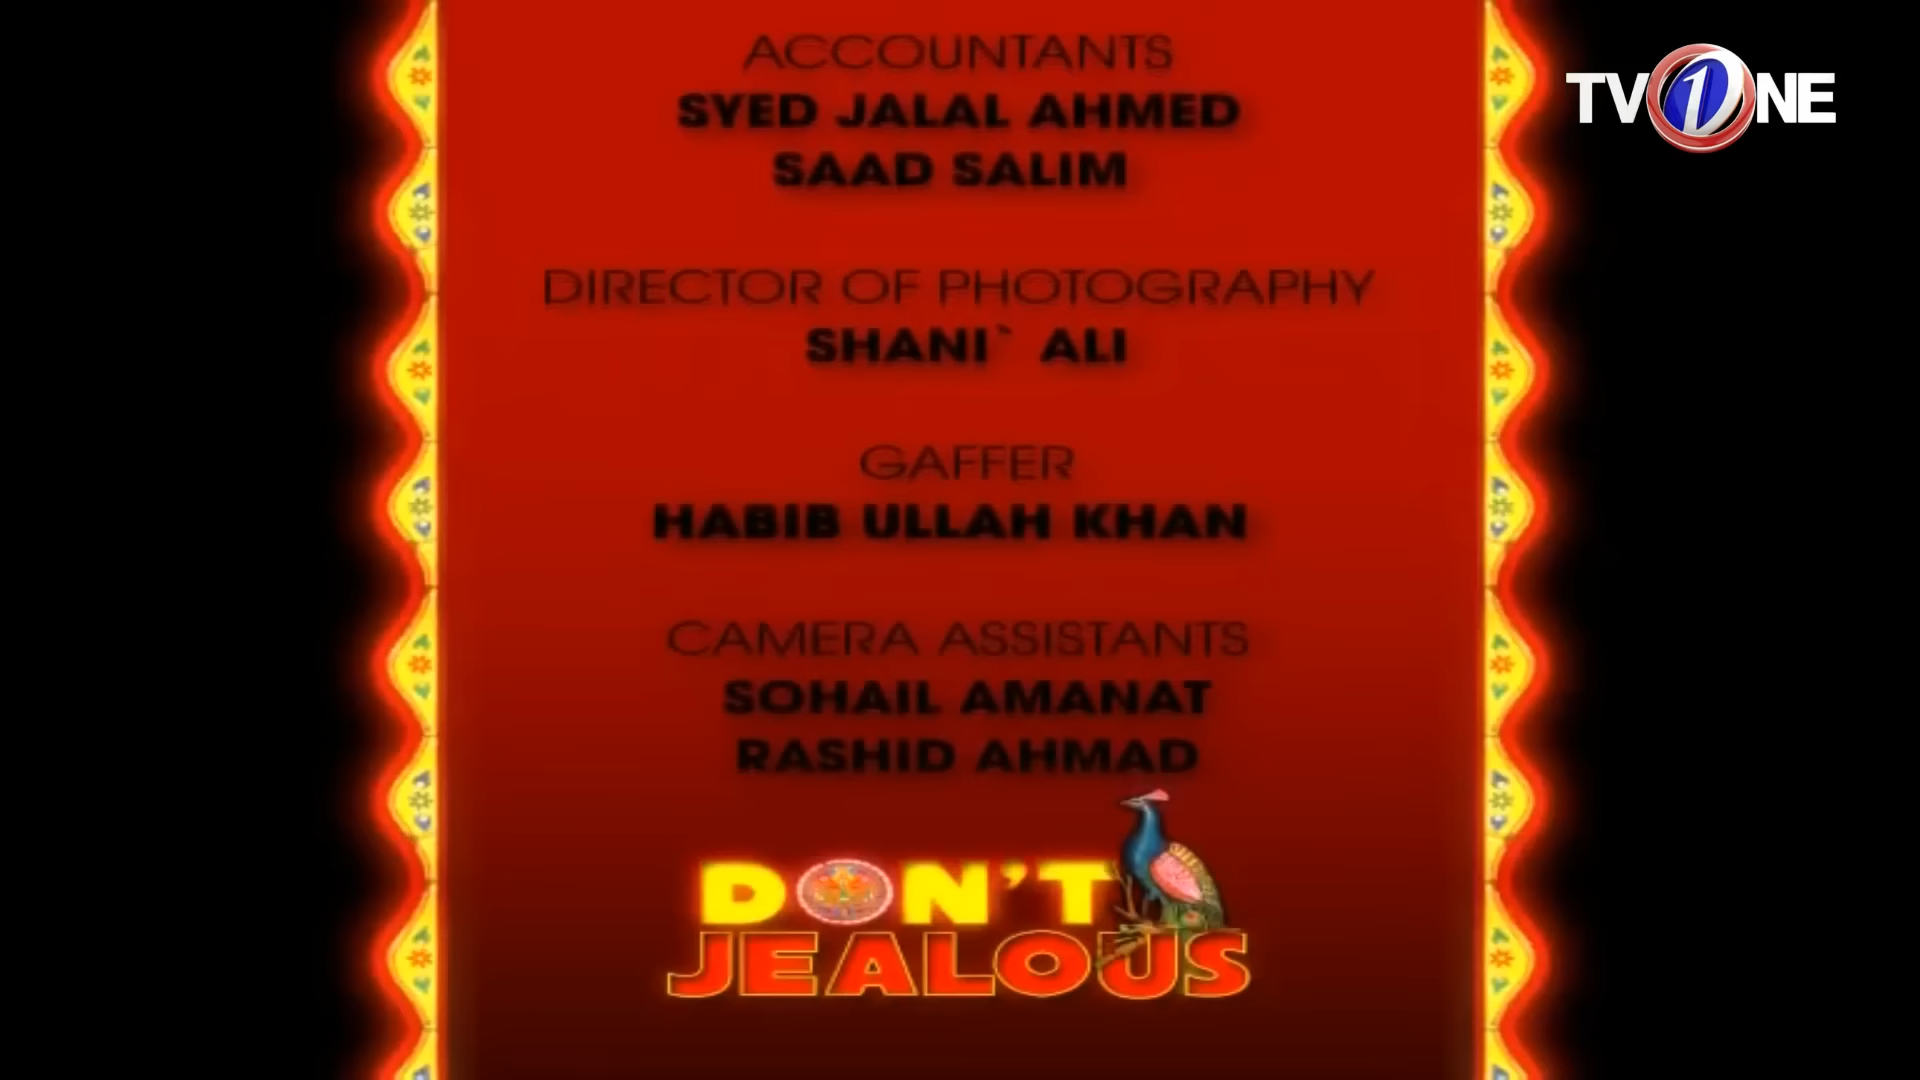 ACCOUNTANTS
SYED JALAL AHMED
SAAD SALIM
DIRECTOR OF PHOTOGRAPHY
SHANI` ALI
GAFFER
HABIB ULLAH KHAN
CAMERA ASSISTANTS
SOHAIL AMANAT
RASHID AHMAD
DON'T
JEALOUS
TV ONE